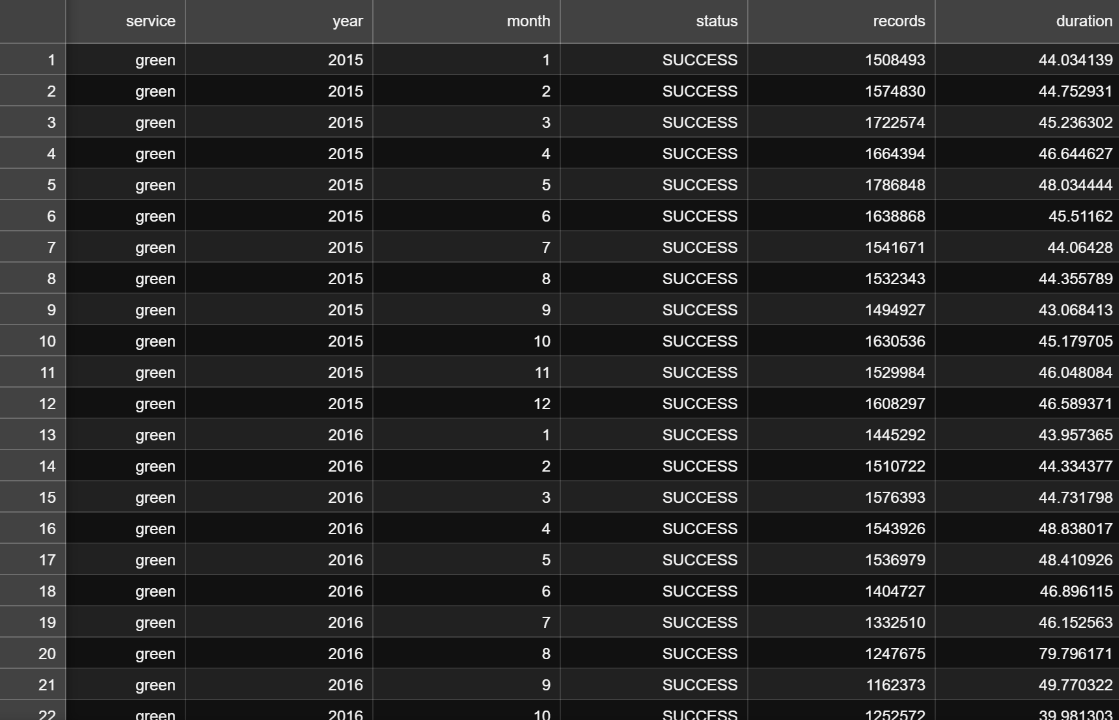 service year month status records duration
1 green 2015 1 SUCCESS 1508493 44.034139
2 green 2015 2 SUCCESS 1574830 44.752931
3 green 2015 3 SUCCESS 1722574 45.236302
4 green 2015 4 SUCCESS 1664394 46.644627
5 green 2015 5 SUCCESS 1786848 48.034444
6 green 2015 6 SUCCESS 1638868 45.51162
7 green 2015 7 SUCCESS 1541671 44.06428
8 green 2015 8 SUCCESS 1532343 44.355789
9 green 2015 9 SUCCESS 1494927 43.068413
10 green 2015 10 SUCCESS 1630536 45.179705
11 green 2015 11 SUCCESS 1529984 46.048084
12 green 2015 12 SUCCESS 1608297 46.589371
13 green 2016 1 SUCCESS 1445292 43.957365
14 green 2016 2 SUCCESS 1510722 44.334377
15 green 2016 3 SUCCESS 1576393 44.731798
16 green 2016 4 SUCCESS 1543926 48.838017
17 green 2016 5 SUCCESS 1536979 48.410926
18 green 2016 6 SUCCESS 1404727 46.896115
19 green 2016 7 SUCCESS 1332510 46.152563
20 green 2016 8 SUCCESS 1247675 79.796171
21 green 2016 9 SUCCESS 1162373 49.770322
22 green 2016 10 SUCCESS 1252572 39.981303